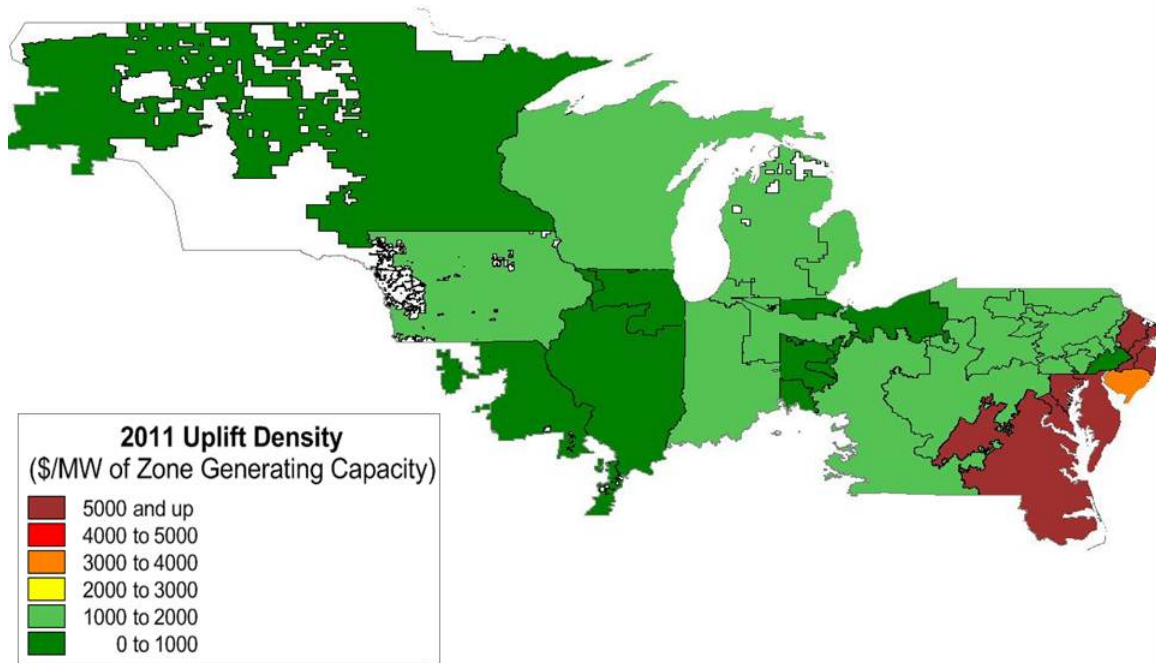 2011 Uplift Density
($/MW of Zone Generating Capacity)
5000 and up
4000 to 5000
3000 to 4000
2000 to 3000
1000 to 2000
0 to 1000